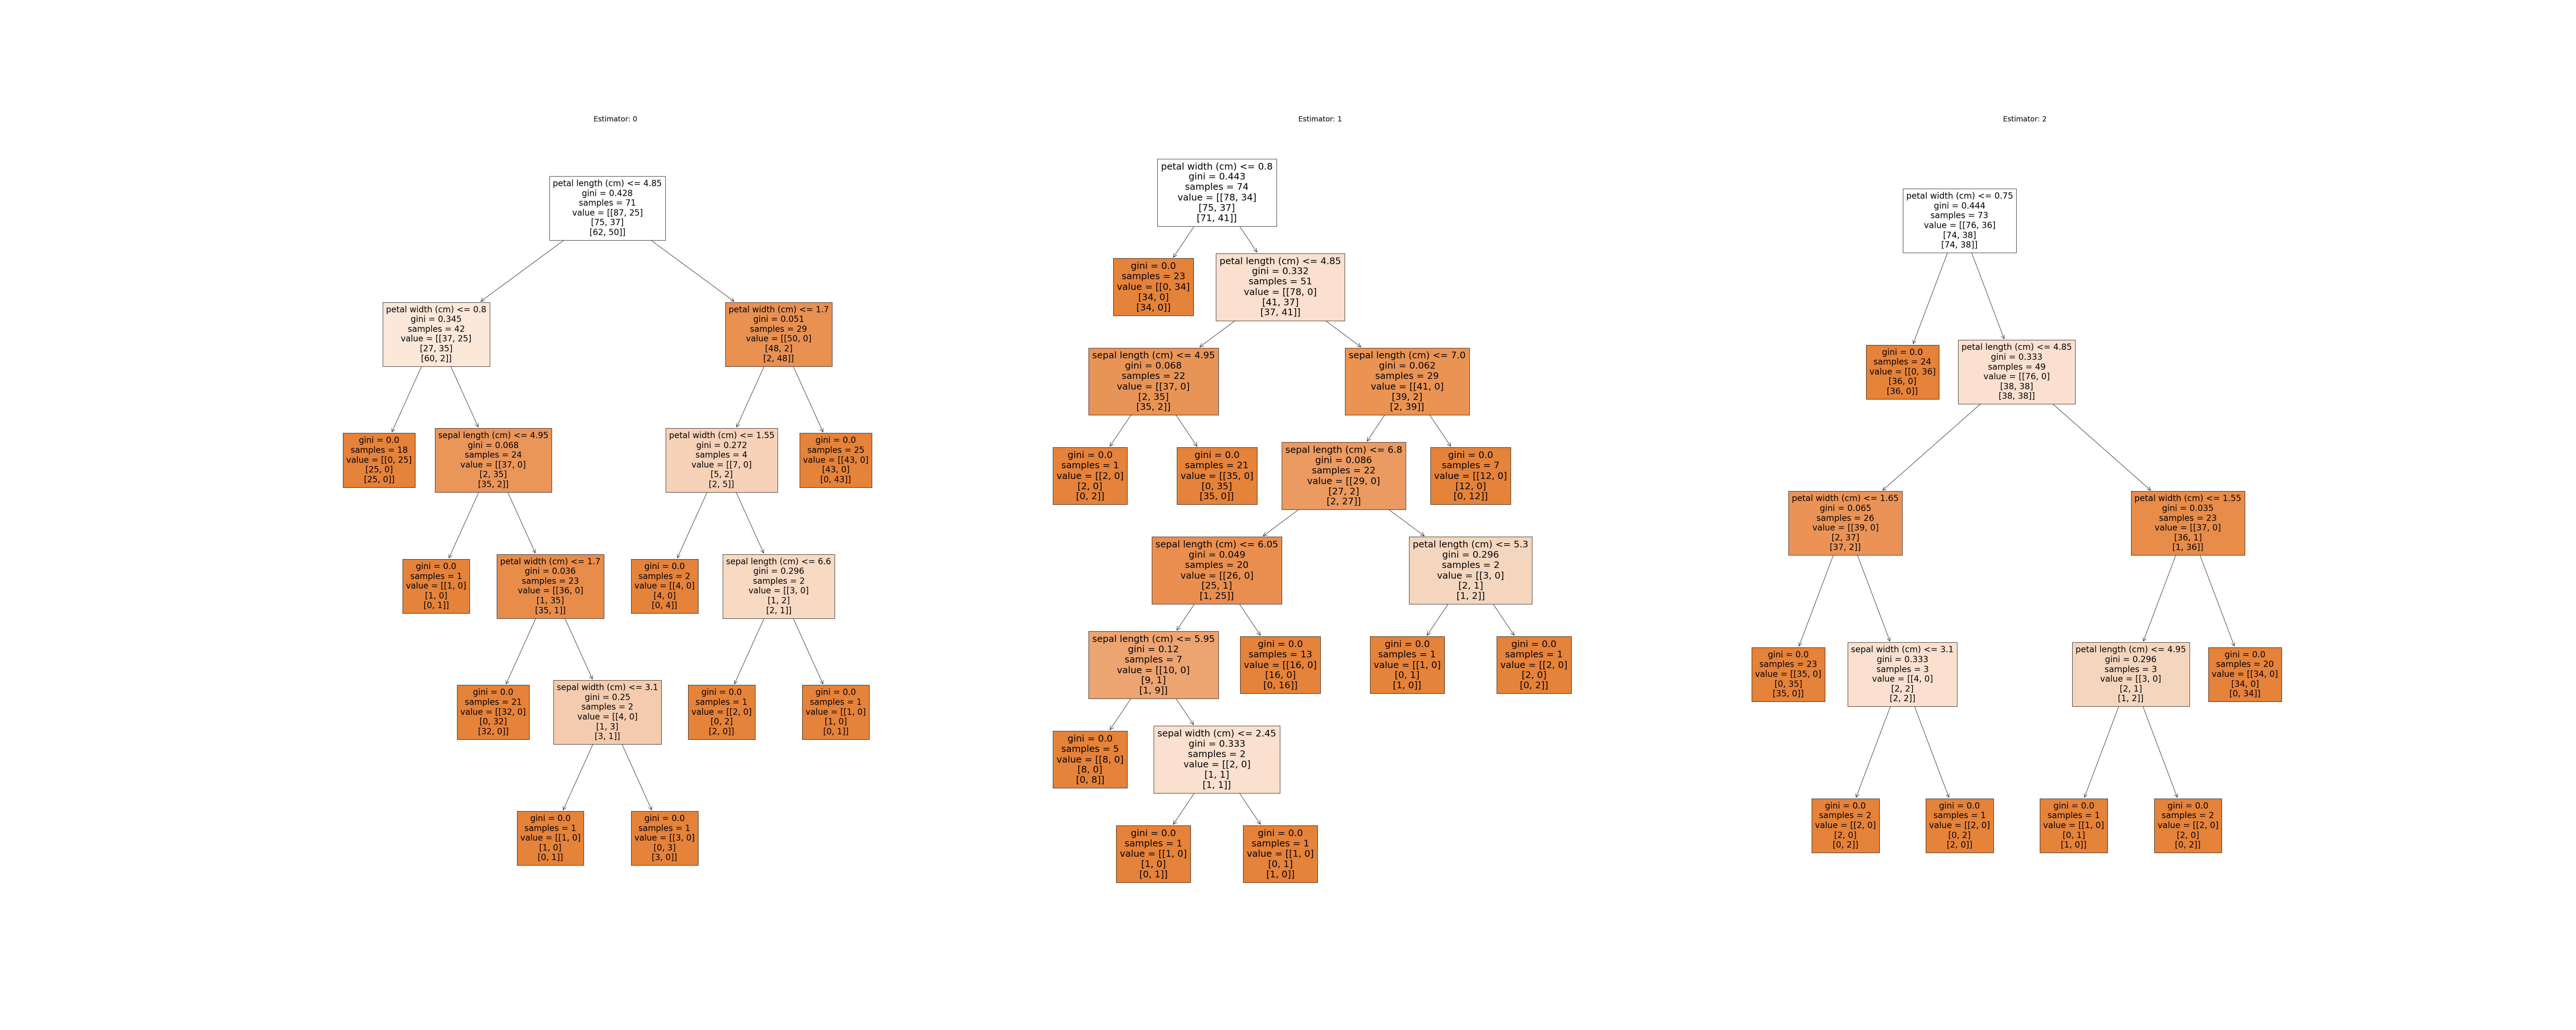 Estimator: 0
petal length (cm) <= 4.85
gini = 0.428
samples = 71
value = [[87, 25]
[75, 37]
[62, 50]]
petal width (cm) <= 0.8
gini = 0.345
samples = 42
value = [[37, 25]
[27, 35]
[60, 2]]
petal width (cm) <= 1.7
gini = 0.051
samples = 29
value = [[50, 0]
[48, 2]
[2, 48]]
gini = 0.0
samples = 18
value = [[0, 25]
[25, 0]
[25, 0]]
sepal length (cm) <= 4.95
gini = 0.068
samples = 24
value = [[37, 0]
[2, 35]
[35, 2]]
petal width (cm) <= 1.55
gini = 0.272
samples = 4
value = [[7, 0]
[5, 2]
[2, 5]]
gini = 0.0
samples = 25
value = [[43, 0]
[43, 0]
[0, 43]]
gini = 0.0
samples = 1
value = [[1, 0]
[1, 0]
[0, 1]]
petal width (cm) <= 1.7
gini = 0.036
samples = 23
value = [[36, 0]
[1, 35]
[35, 1]]
gini = 0.0
samples = 2
value = [[4, 0]
[4, 0]
[0, 4]]
sepal length (cm) <= 6.6
gini = 0.296
samples = 2
value = [[3, 0]
[1, 2]
[2, 1]]
gini = 0.0
samples = 21
value = [[32, 0]
[0, 32]
[32, 0]]
sepal width (cm) <= 3.1
gini = 0.25
samples = 2
value = [[4, 0]
[1, 3]
[3, 1]]
gini = 0.0
samples = 1
value = [[2, 0]
[0, 2]
[2, 0]]
gini = 0.0
samples = 1
value = [[1, 0]
[1, 0]
[0, 1]]
gini = 0.0
samples = 1
value = [[1, 0]
[1, 0]
[0, 1]]
gini = 0.0
samples = 1
value = [[3, 0]
[0, 3]
[3, 0]]
Estimator: 1
petal width (cm) <= 0.8
gini = 0.443
samples = 74
value = [[78, 34]
[75, 37]
[71, 41]]
gini = 0.0
samples = 23
value = [[0, 34]
[34, 0]
[34, 0]]
petal length (cm) <= 4.85
gini = 0.332
samples = 51
value = [[78, 0]
[41, 37]
[37, 41]]
sepal length (cm) <= 4.95
gini = 0.068
samples = 22
value = [[37, 0]
[2, 35]
[35, 2]]
sepal length (cm) <= 7.0
gini = 0.062
samples = 29
value = [[41, 0]
[39, 2]
[2, 39]]
gini = 0.0
samples = 1
value = [[2, 0]
[2, 0]
[0, 2]]
gini = 0.0
samples = 21
value = [[35, 0]
[0, 35]
[35, 0]]
sepal length (cm) <= 6.8
gini = 0.086
samples = 22
value = [[29, 0]
[27, 2]
[2, 27]]
gini = 0.0
samples = 7
value = [[12, 0]
[12, 0]
[0, 12]]
sepal length (cm) <= 6.05
gini = 0.049
samples = 20
value = [[26, 0]
[25, 1]
[1, 25]]
petal length (cm) <= 5.3
gini = 0.296
samples = 2
value = [[3, 0]
[2, 1]
[1, 2]]
sepal length (cm) <= 5.95
gini = 0.12
samples = 7
value = [[10, 0]
[9, 1]
[1, 9]]
gini = 0.0
samples = 13
value = [[16, 0]
[16, 0]
[0, 16]]
gini = 0.0
samples = 1
value = [[1, 0]
[0, 1]
[1, 0]]
gini = 0.0
samples = 1
value = [[2, 0]
[2, 0]
[0, 2]]
gini = 0.0
samples = 5
value = [[8, 0]
[8, 0]
[0, 8]]
sepal width (cm) <= 2.45
gini = 0.333
samples = 2
value = [[2, 0]
[1, 1]
[1, 1]]
gini = 0.0
samples = 1
value = [[1, 0]
[1, 0]
[0, 1]]
gini = 0.0
samples = 1
value = [[1, 0]
[0, 1]
[1, 0]]
Estimator: 2
petal width (cm) <= 0.75
gini = 0.444
samples = 73
value = [[76, 36]
[74, 38]
[74, 38]]
gini = 0.0
samples = 24
value = [[0, 36]
[36, 0]
[36, 0]]
petal length (cm) <= 4.85
gini = 0.333
samples = 49
value = [[76, 0]
[38, 38]
[38, 38]]
petal width (cm) <= 1.65
gini = 0.065
samples = 26
value = [[39, 0]
[2, 37]
[37, 2]]
petal width (cm) <= 1.55
gini = 0.035
samples = 23
value = [[37, 0]
[36, 1]
[1, 36]]
gini = 0.0
samples = 23
value = [[35, 0]
[0, 35]
[35, 0]]
sepal width (cm) <= 3.1
gini = 0.333
samples = 3
value = [[4, 0]
[2, 2]
[2, 2]]
petal length (cm) <= 4.95
gini = 0.296
samples = 3
value = [[3, 0]
[2, 1]
[1, 2]]
gini = 0.0
samples = 20
value = [[34, 0]
[34, 0]
[0, 34]]
gini = 0.0
samples = 2
value = [[2, 0]
[2, 0]
[0, 2]]
gini = 0.0
samples = 1
value = [[2, 0]
[0, 2]
[2, 0]]
gini = 0.0
samples = 1
value = [[1, 0]
[0, 1]
[1, 0]]
gini = 0.0
samples = 2
value = [[2, 0]
[2, 0]
[0, 2]]